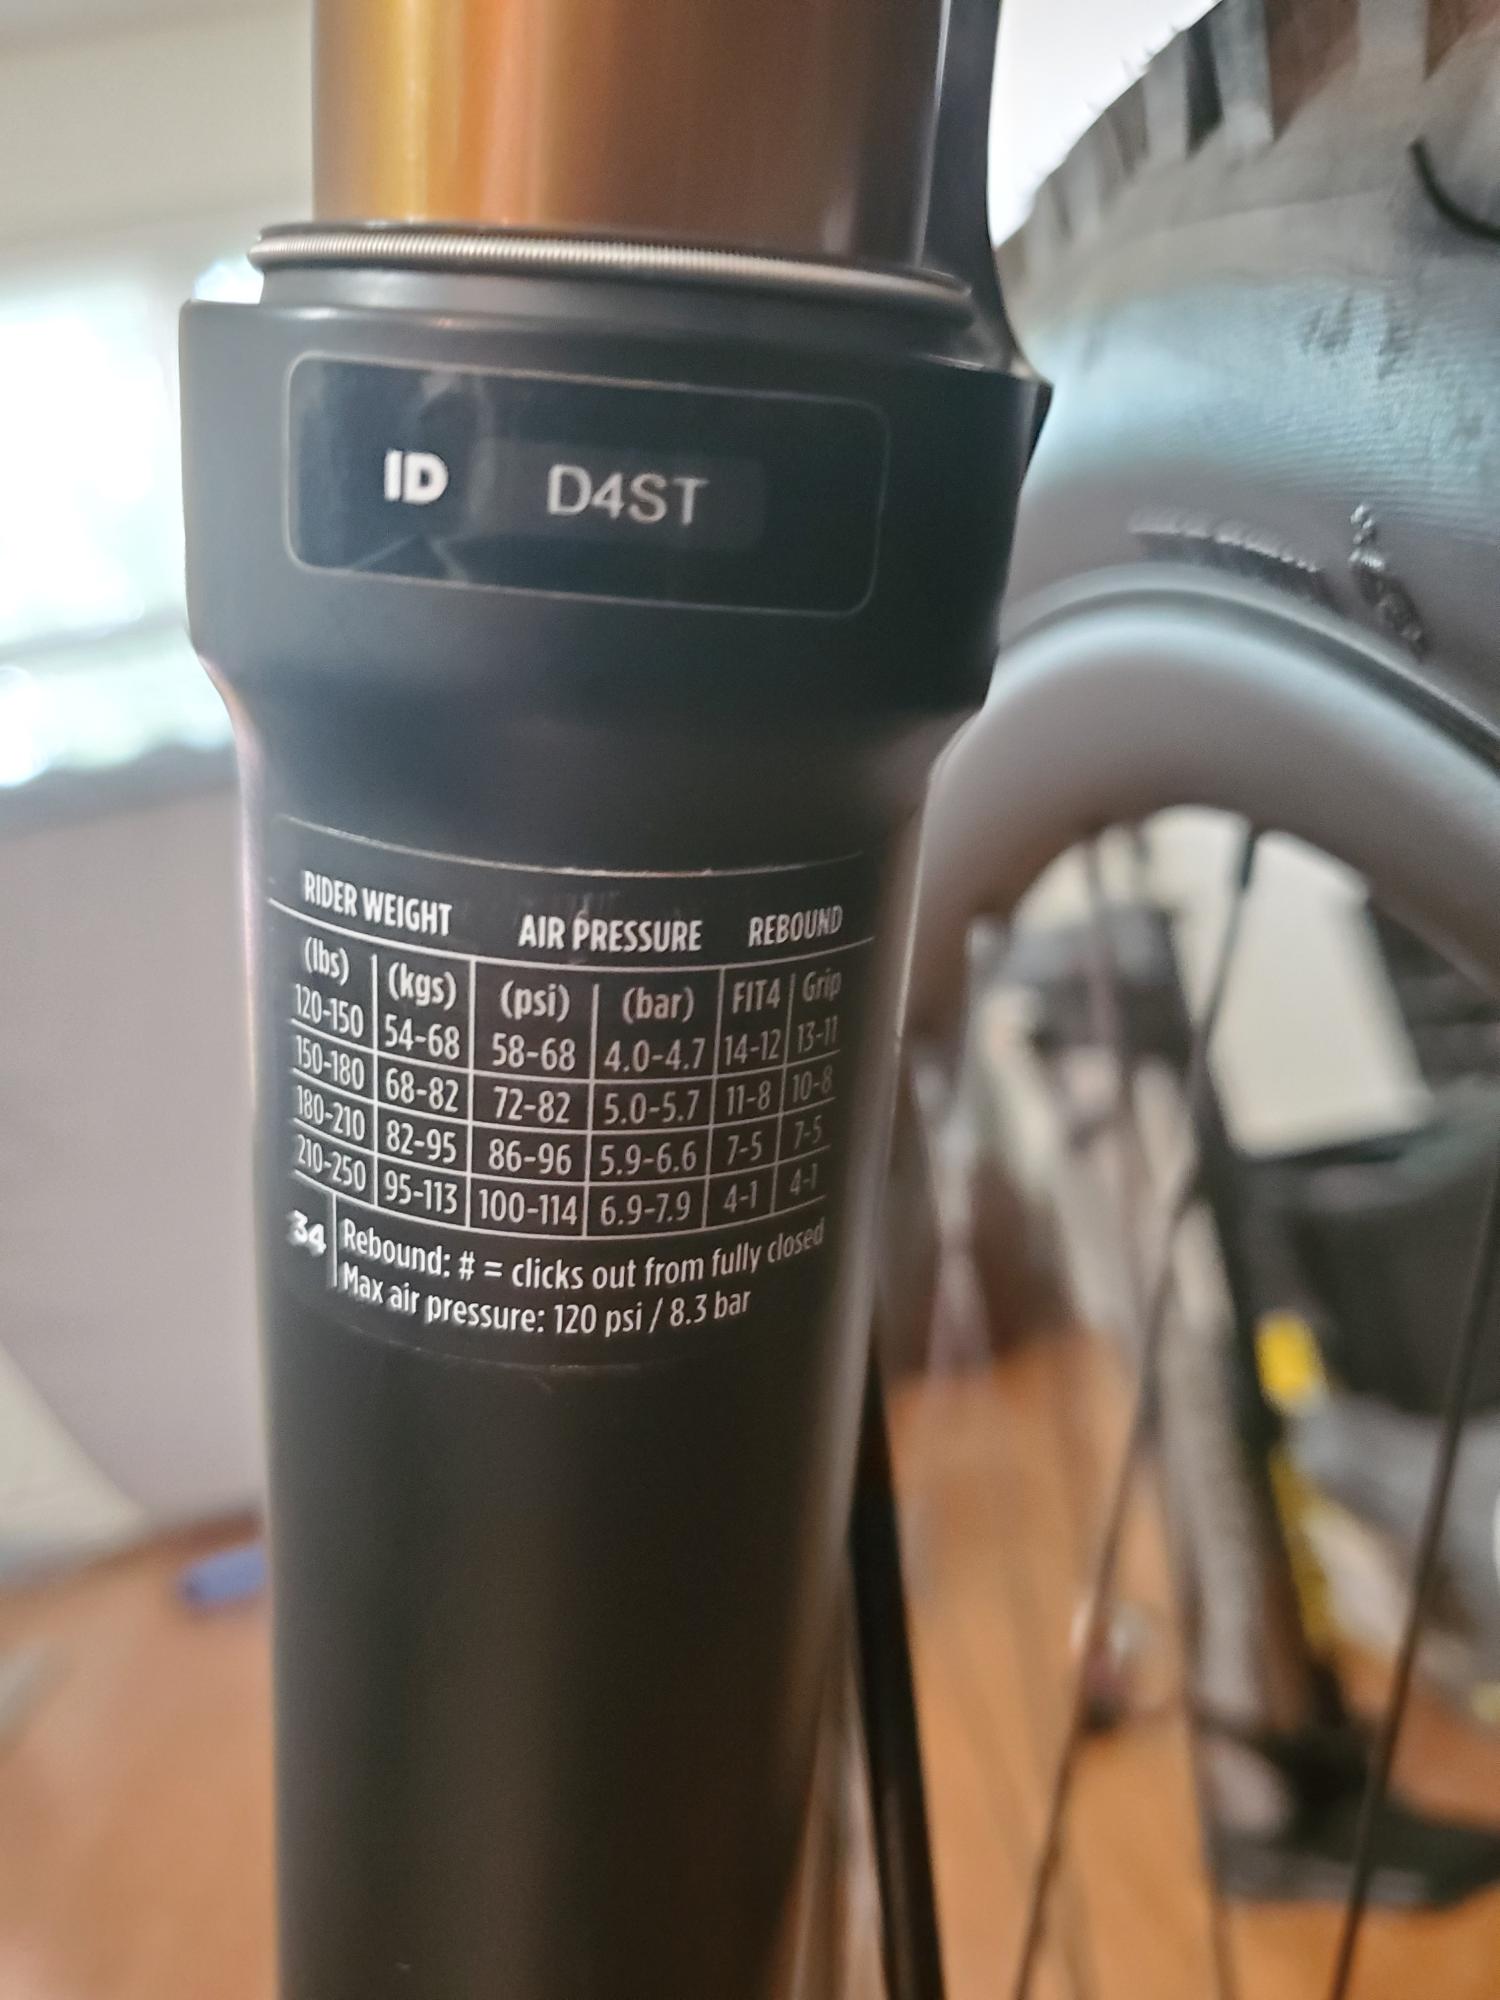 ID D4ST
RIDER WEIGHT AIR PRESSURE REBOUND
(lbs) (kgs) (psi) (bar) FIT4 Grip
120-150 54-68 58-68 4.0-4.7 14-12 13-11
150-180 68-82 72-82 5.0-5.7 11-8 10-8
180-210 82-95 86-96 5.9-6.6 7-5 7-5
210-250 95-113 100-114 6.9-7.9 4-1 4-1
34 Rebound: # = clicks out from fully closed
Max air pressure: 120 psi / 8.3 bar